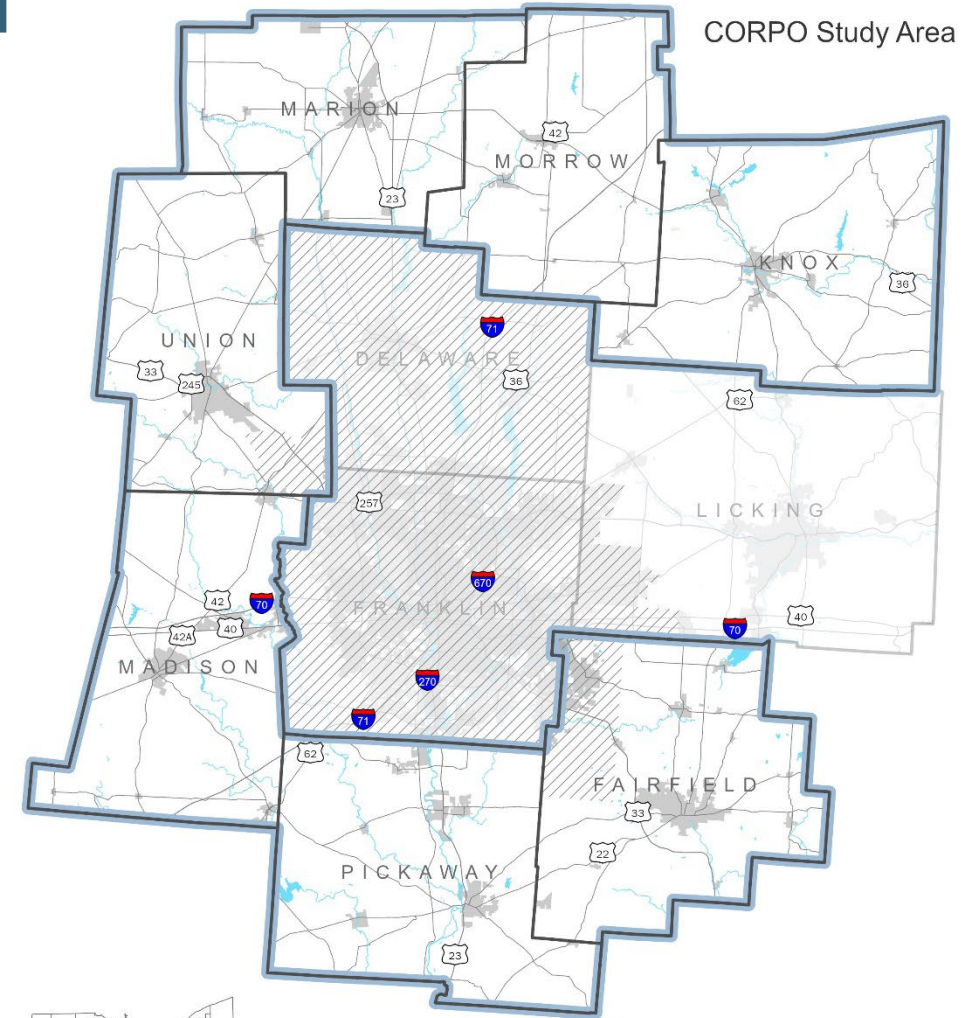 CORPO Study Area
MARION
42
MORROW
23
KNOX
36
71
UNION
DELAWARE
33
245
36
62
257
LICKING
670
42
70
FRANKLIN
40
42A
40
70
MADISON
270
71
62
FAIRFIELD
33
22
PICKAWAY
23